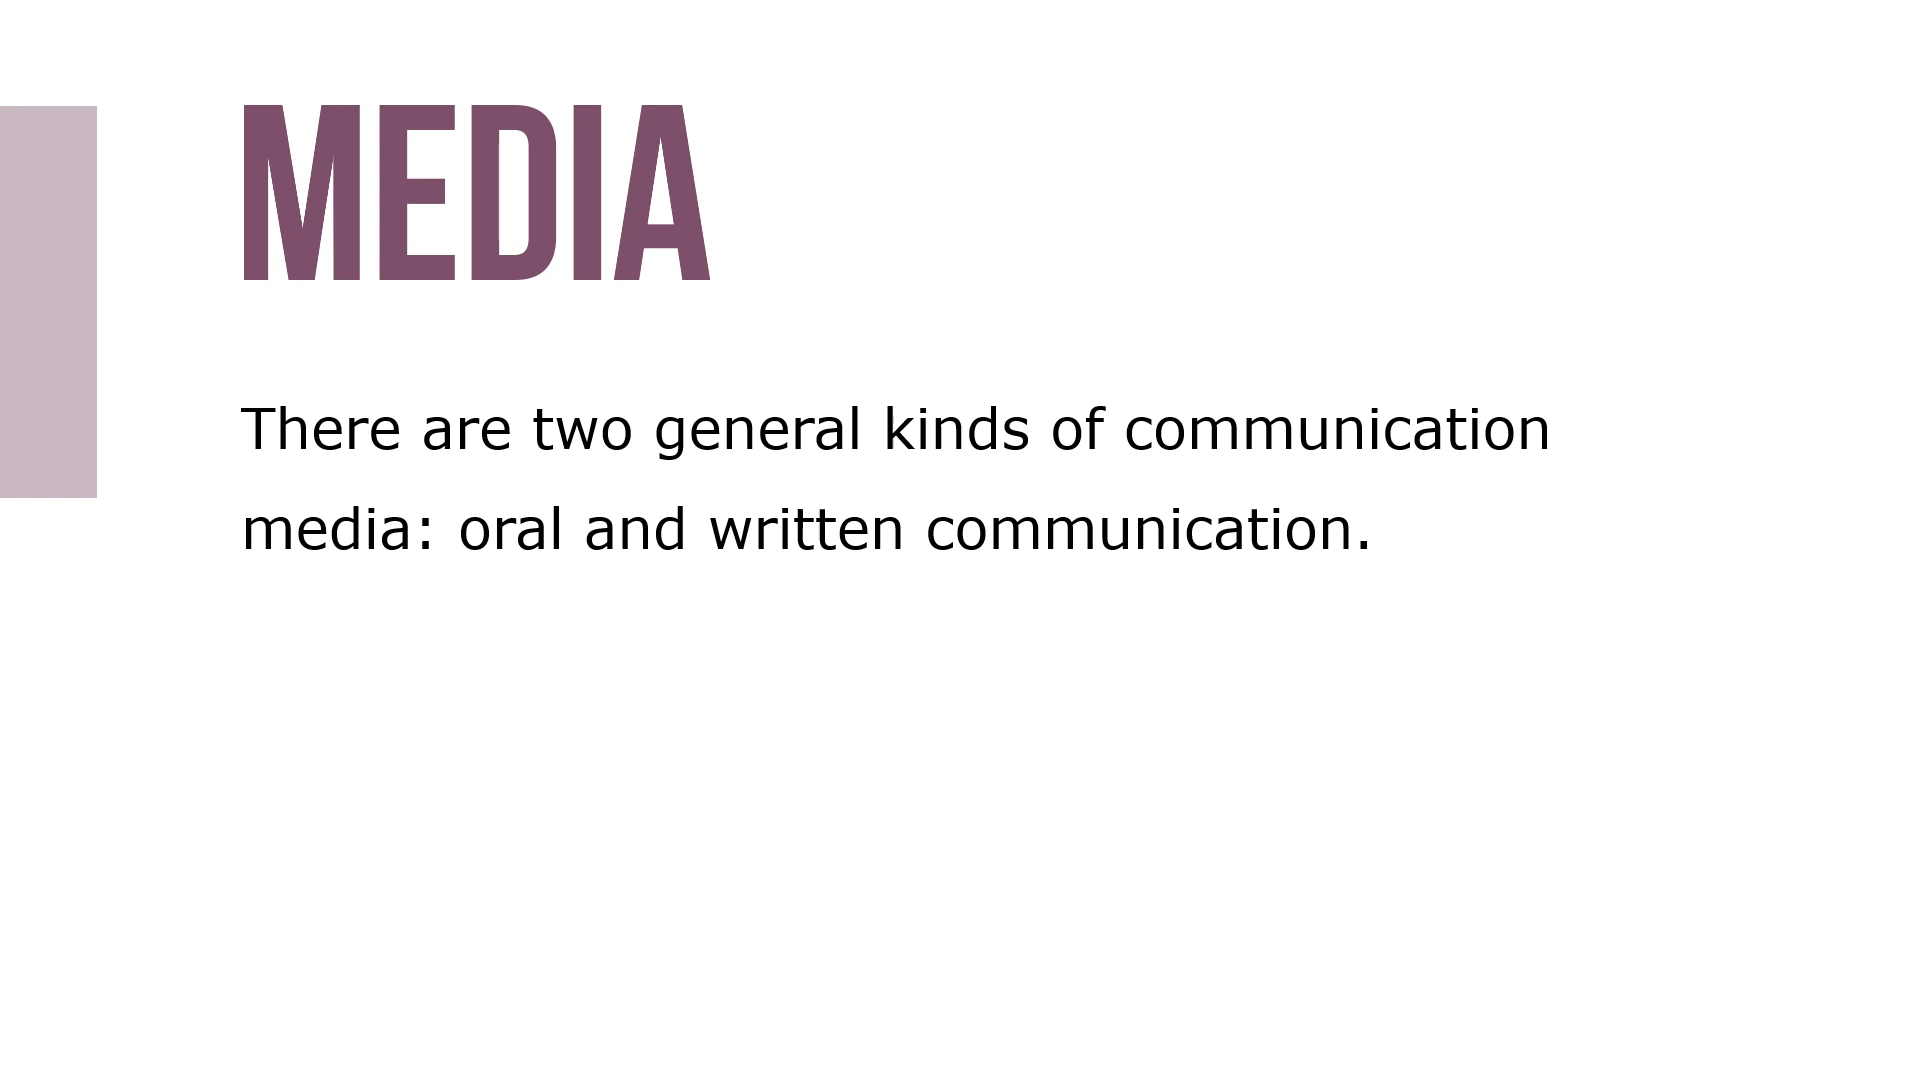 MEDIA
There are two general kinds of communication
media: oral and written communication.